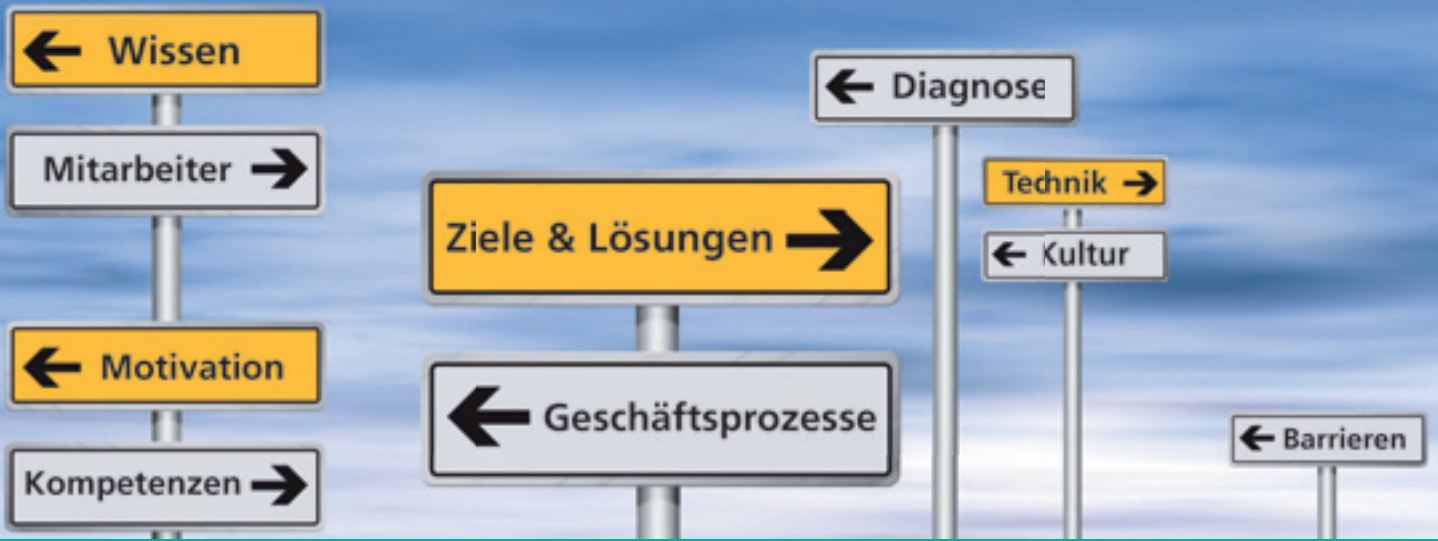 Wissen
Mitarbeiter
Motivation
Kompetenzen
Ziele & Lösungen
Geschäftsprozesse
Diagnose
Technik
Kultur
Barrieren